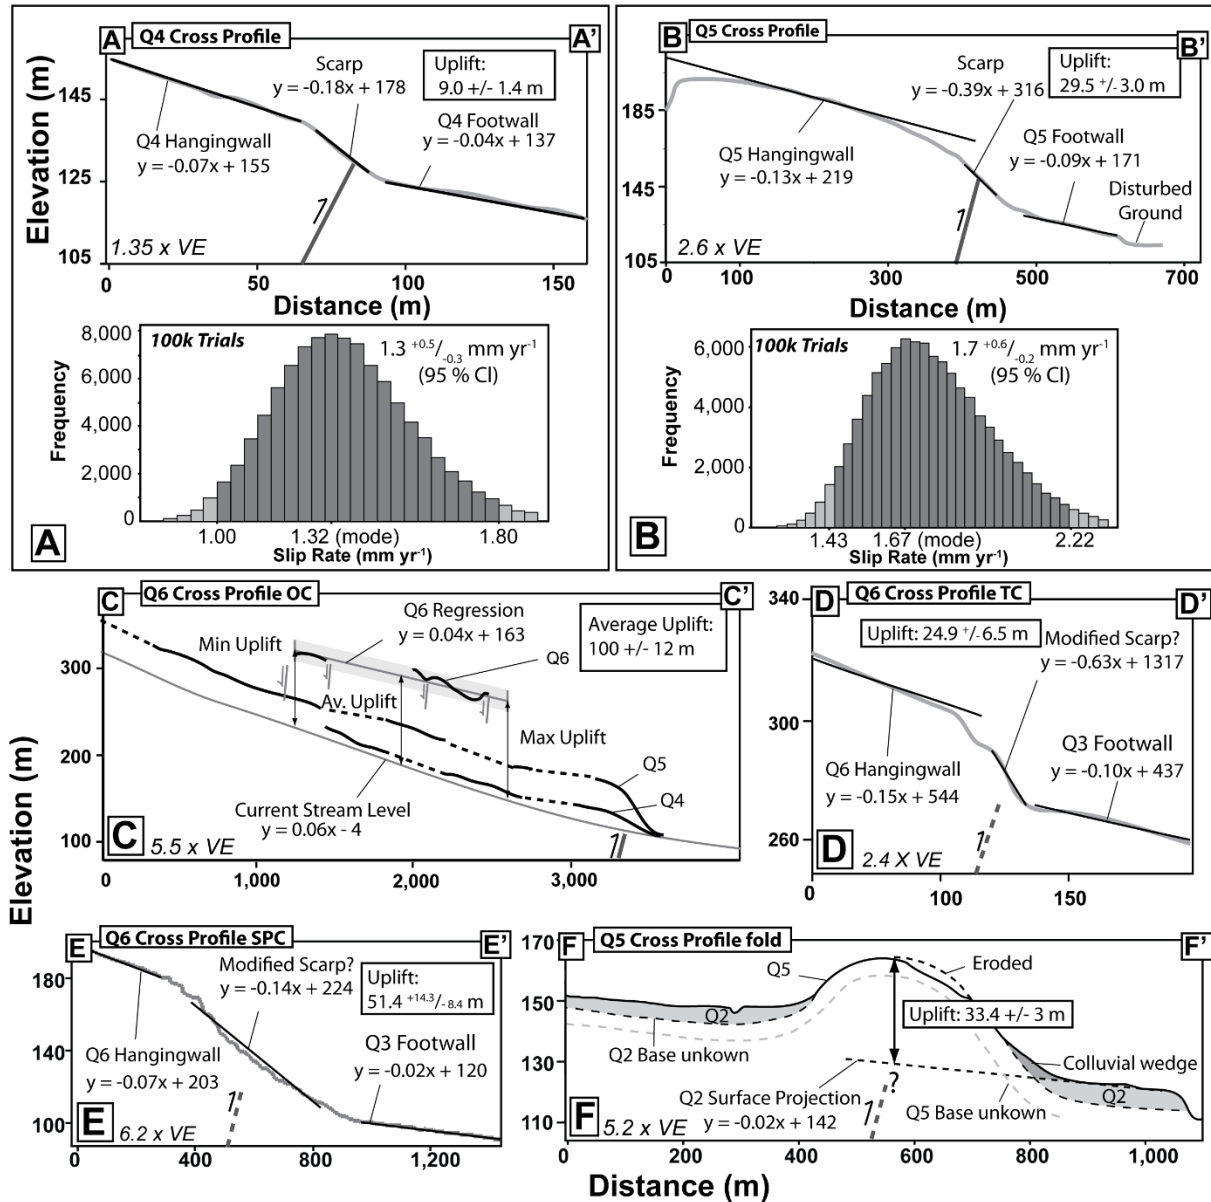 A
Q4 Cross Profile
A'
Scarp
y = -0.18x + 178
Uplift:
9.0 +/- 1.4 m
Q4 Hangingwall
y = -0.07x + 155
Q4 Footwall
y = -0.04x + 137
145
125
105
1.35 x VE
0
50
100
150
Distance (m)
Elevation (m)
100k Trials
1.3 +0.5/-0.3 mm yr-1
(95 % CI)
8,000
6,000
4,000
2,000
0
Frequency
1.00
1.32 (mode)
1.80
Slip Rate (mm yr-1)
A
B
Q5 Cross Profile
B'
Scarp
y = -0.39x + 316
Uplift:
29.5 +/- 3.0 m
Q5 Hangingwall
y = -0.13x + 219
Q5 Footwall
y = -0.09x + 171
Disturbed
Ground
185
145
105
2.6 x VE
0
100
300
500
700
Distance (m)
100k Trials
1.7 +0.6/-0.2 mm yr-1
(95 % CI)
6,000
4,000
2,000
0
Frequency
1.43
1.67 (mode)
2.22
Slip Rate (mm yr-1)
B
C
Q6 Cross Profile OC
C'
Q6 Regression
y = 0.04x + 163
Average Uplift:
100 +/- 12 m
Min Uplift
Q6
Av. Uplift
Max Uplift
Q5
Q4
Current Stream Level
y = 0.06x - 4
300
200
100
C
5.5 x VE
0
1,000
2,000
3,000
Elevation (m)
D
Q6 Cross Profile TC
D'
Uplift: 24.9 +/- 6.5 m
Modified Scarp?
y = -0.63x + 1317
Q6 Hangingwall
y = -0.15x + 544
Q3 Footwall
y = -0.10x + 437
340
300
260
D
2.4 X VE
0
100
150
E
Q6 Cross Profile SPC
E'
Modified Scarp?
y = -0.14x + 224
Uplift:
51.4 +14.3/-8.4 m
Q6 Hangingwall
y = -0.07x + 203
Q3 Footwall
y = -0.02x + 120
180
140
100
E
6.2 x VE
0
400
800
1,200
F
Q5 Cross Profile fold
F'
Q5
Eroded
Q2
Uplift: 33.4 +/- 3 m
Q2 Base unkown
Colluvial wedge
?
Q2 Surface Projection
y = -0.02x + 142
Q2
Q5 Base unkown
170
150
130
110
F
5.2 x VE
0
200
400
600
800
1,000
Distance (m)